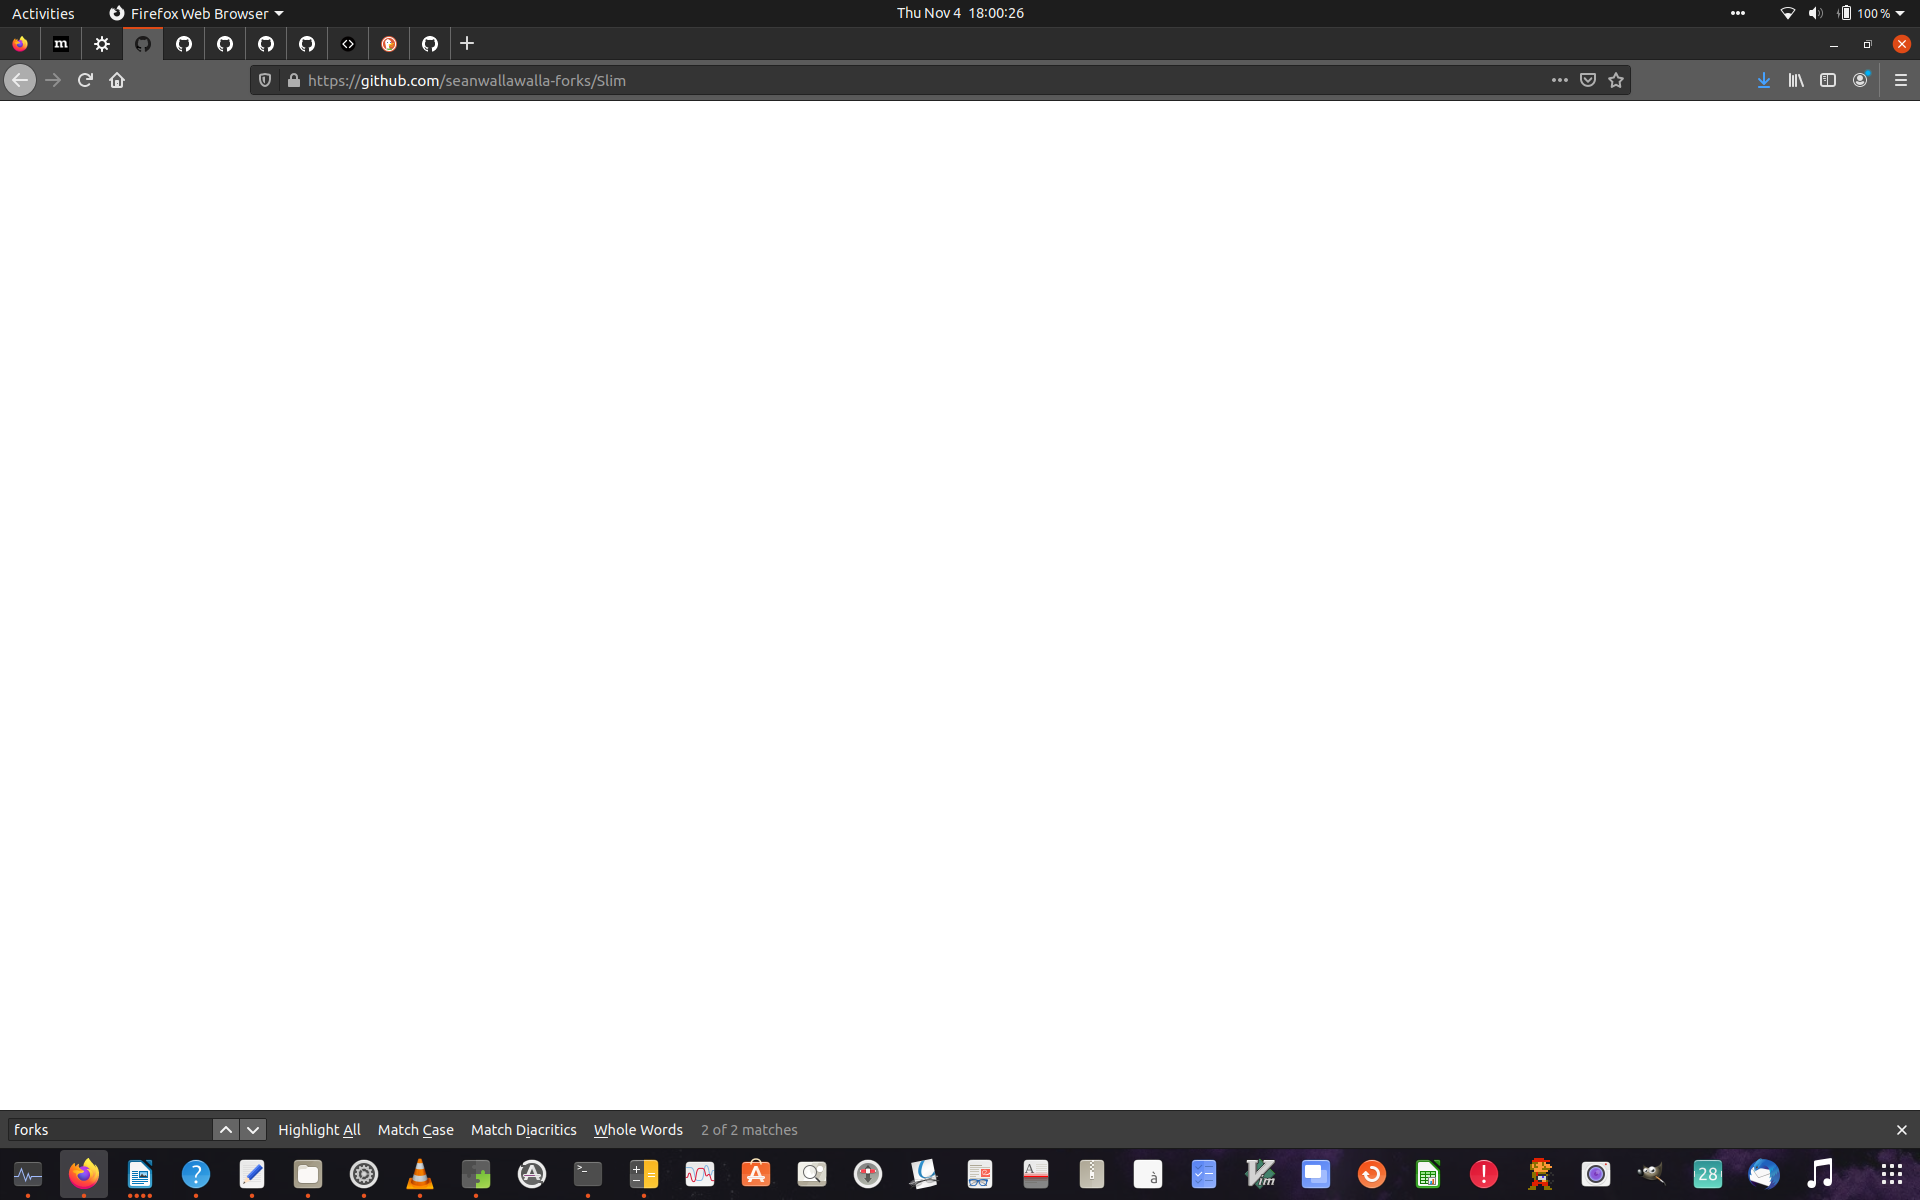 Activities Firefox Web Browser Thu Nov 4 18:00:26 100 %
m
https://github.com/seanwallawalla-forks/Slim
forks Highlight All Match Case Match Diacritics Whole Words 2 of 2 matches
28